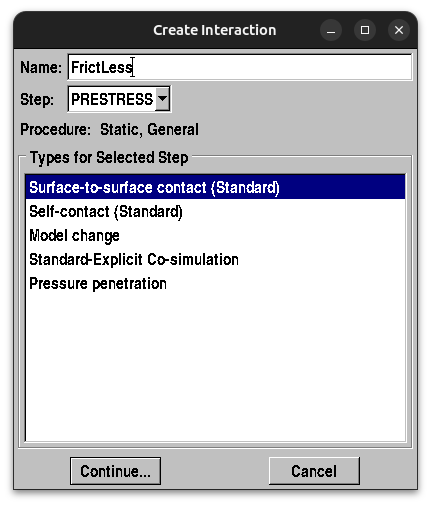 Create Interaction
Name: FrictLess
Step: PRESTRESS
Procedure: Static, General
Types for Selected Step
Surface-to-surface contact (Standard)
Self-contact (Standard)
Model change
Standard-Explicit Co-simulation
Pressure penetration
Continue... Cancel